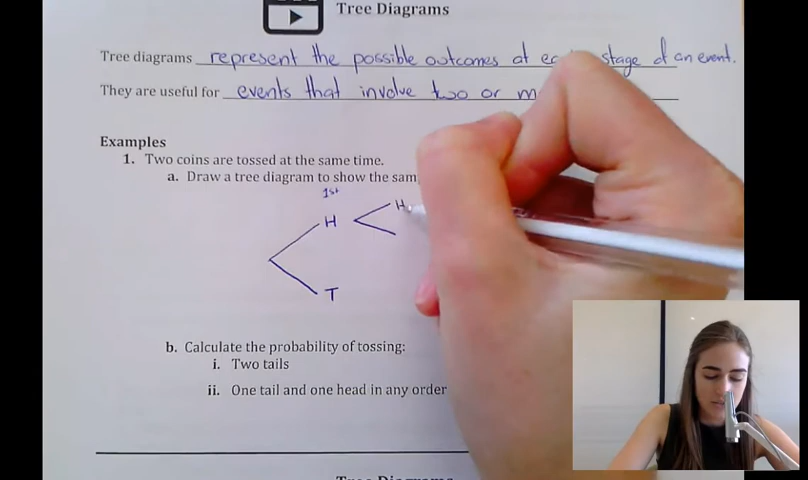 Tree Diagrams
Tree diagrams represent the possible outcomes at stage of an event.
They are useful for events that involve two or
Examples
1. Two coins are tossed at the same time.
a. Draw a tree diagram to show the
1st
H
H
T
b. Calculate the probability of tossing:
i. Two tails
ii. One tail and one head in any order